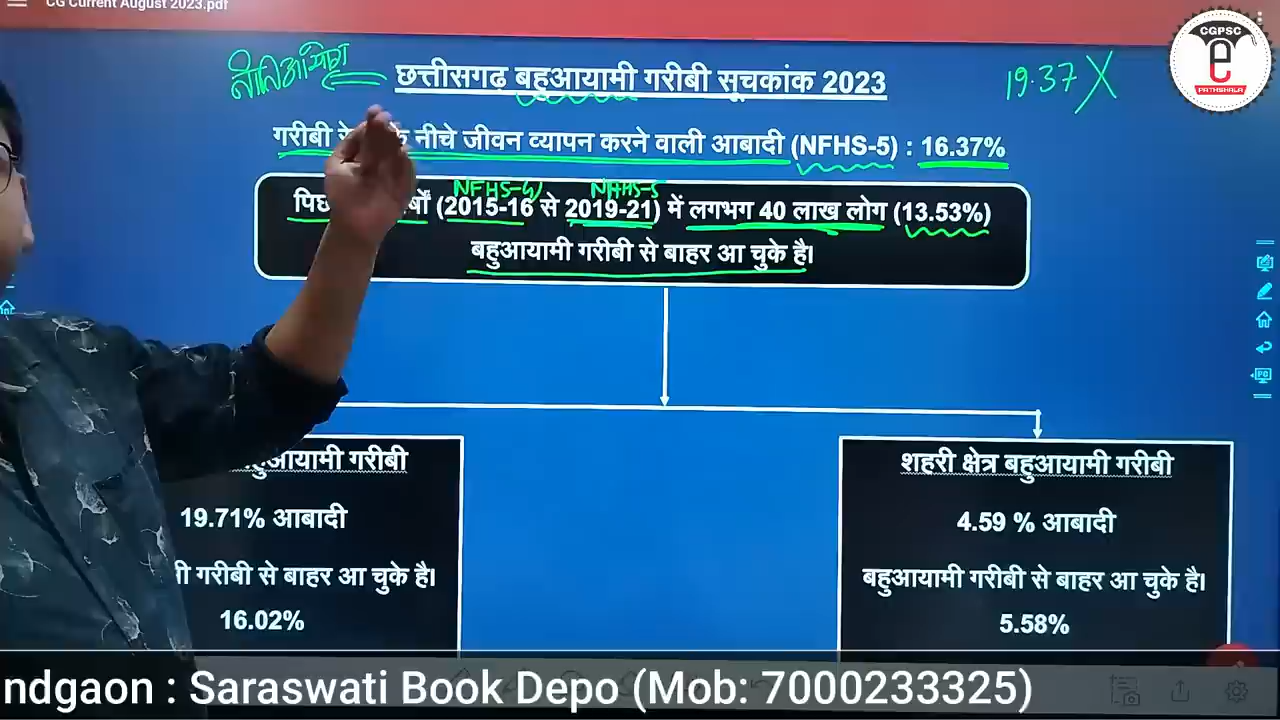 CG Current August 2023.pdf
CGPSC
e
PATHSHALA
नीति आयोग
छत्तीसगढ बहुआयामी गरीबी सूचकांक 2023
19.37 X
गरीबी नीचे जीवन व्यापन करने वाली आबादी (NFHS-5) : 16.37%
NFHS-4 NFHS-5
(2015-16 से 2019-21) में लगभग 40 लाख लोग (13.53%)
बहुआयामी गरीबी से बाहर आ चुके है।
गरीबी
19.71% आबादी
गरीबी से बाहर आ चुके है।
16.02%
शहरी क्षेत्र बहुआयामी गरीबी
4.59 % आबादी
बहुआयामी गरीबी से बाहर आ चुके है।
5.58%
ndgaon : Saraswati Book Depo (Mob: 7000233325)